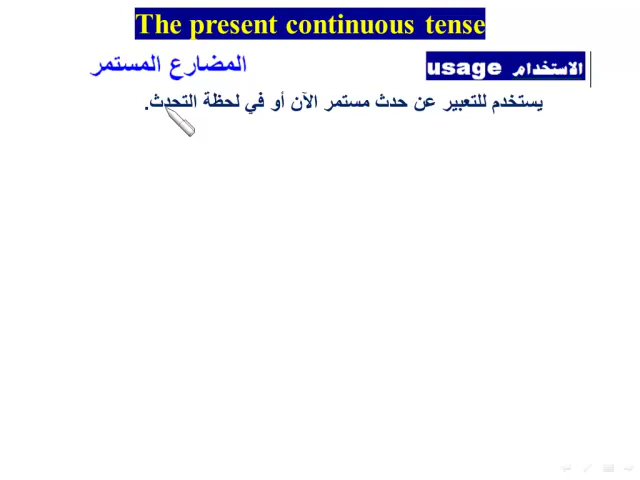 The present continuous tense
المضارع المستمر
usage الاستخدام
يستخدم للتعبير عن حدث مستمر الآن أو في لحظة التحدث.